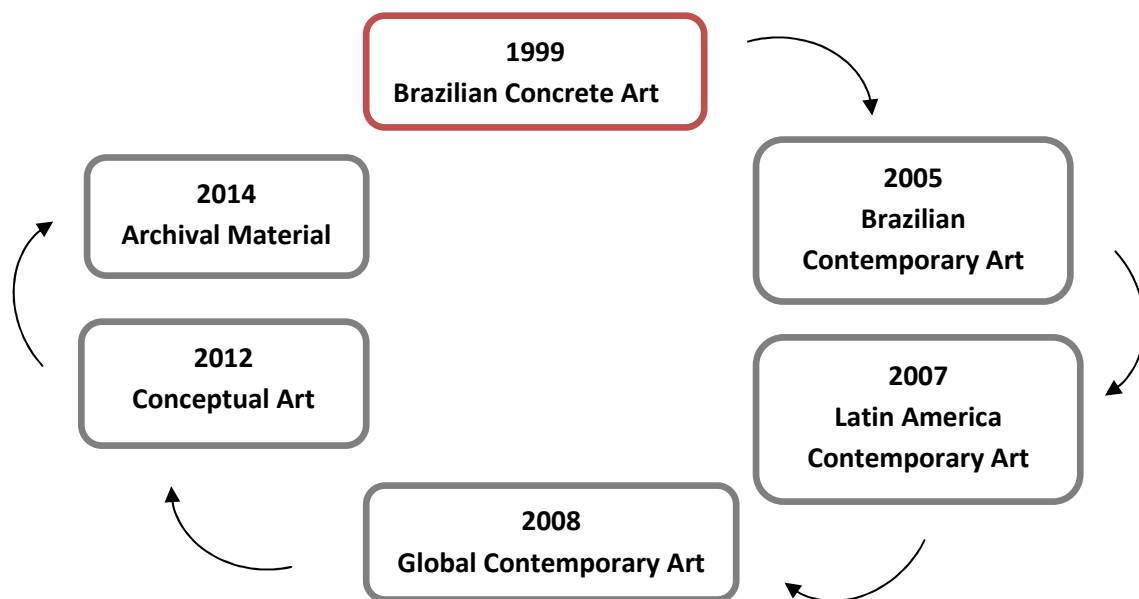 1999
Brazilian Concrete Art
2005
Brazilian
Contemporary Art
2007
Latin America
Contemporary Art
2008
Global Contemporary Art
2012
Conceptual Art
2014
Archival Material